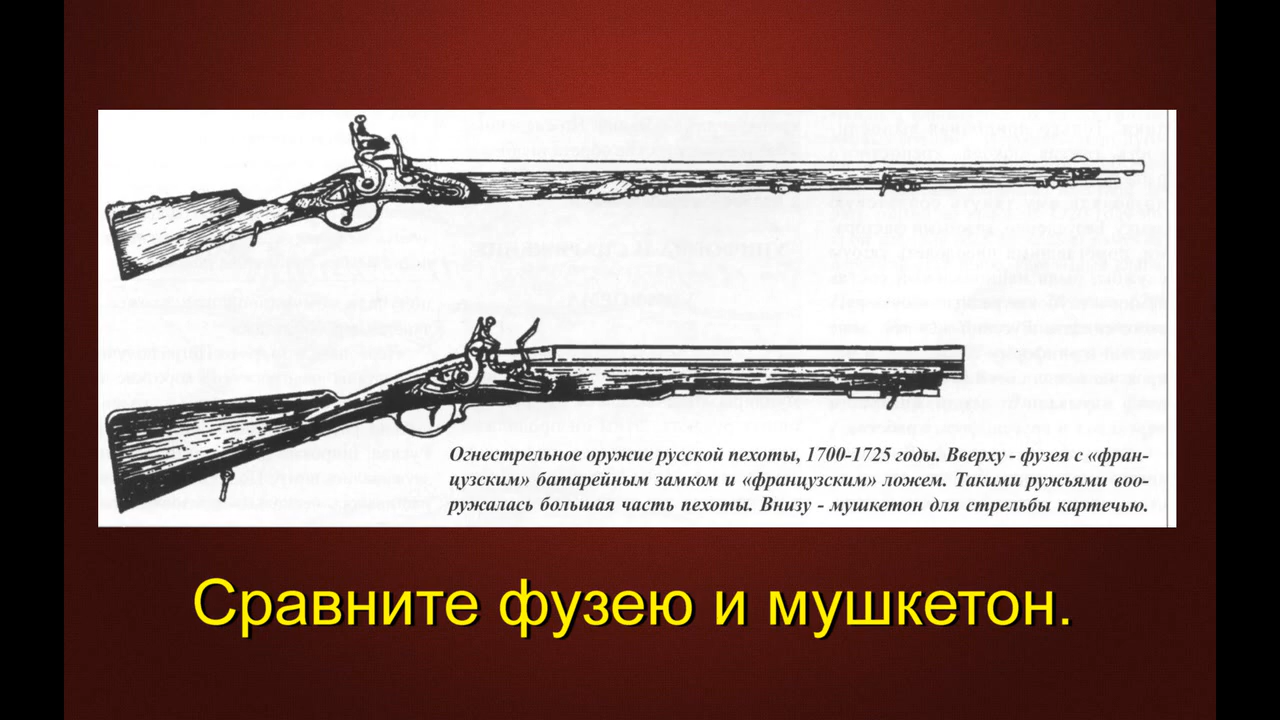 Огнестрельное оружие русской пехоты, 1700-1725 годы. Вверху - фузея с «фран-
цузским» батарейным замком и «французским» ложем. Такими ружьями воо-
ружалась большая часть пехоты. Внизу - мушкетон для стрельбы картечью.
Сравните фузею и мушкетон.